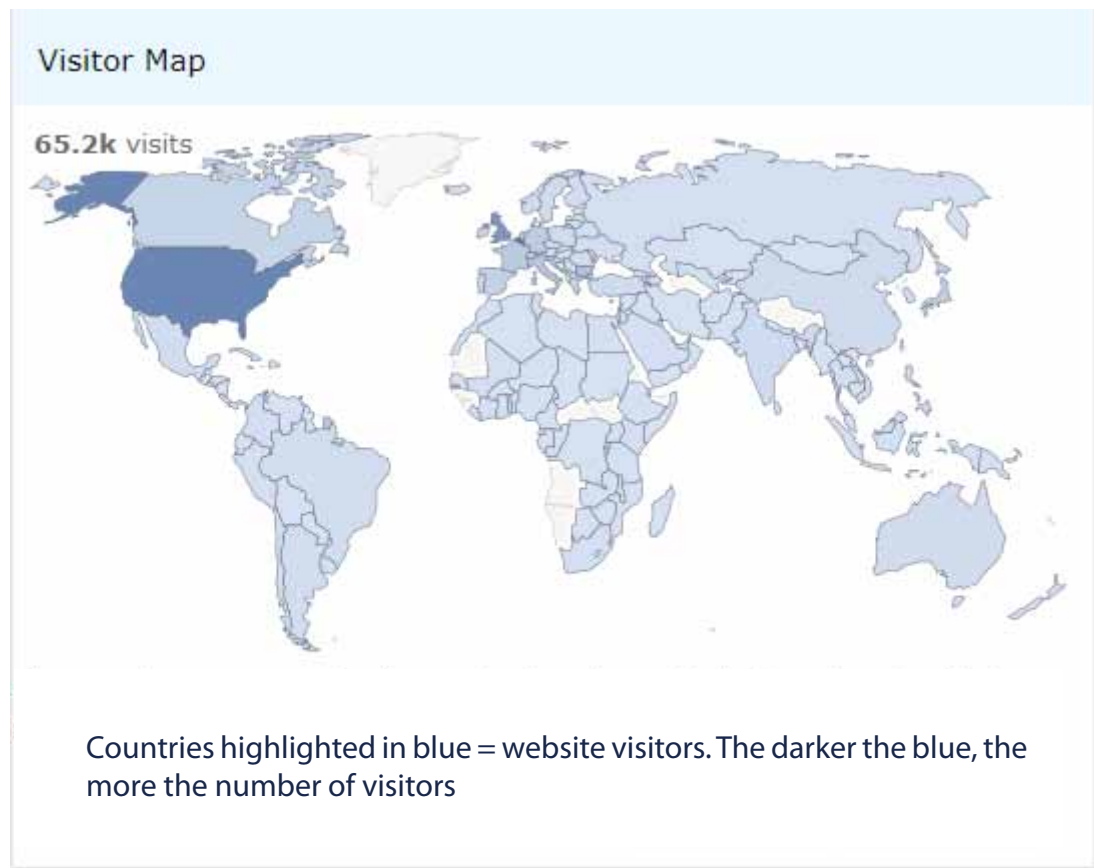 Visitor Map
65.2k visits
Countries highlighted in blue = website visitors. The darker the blue, the
more the number of visitors